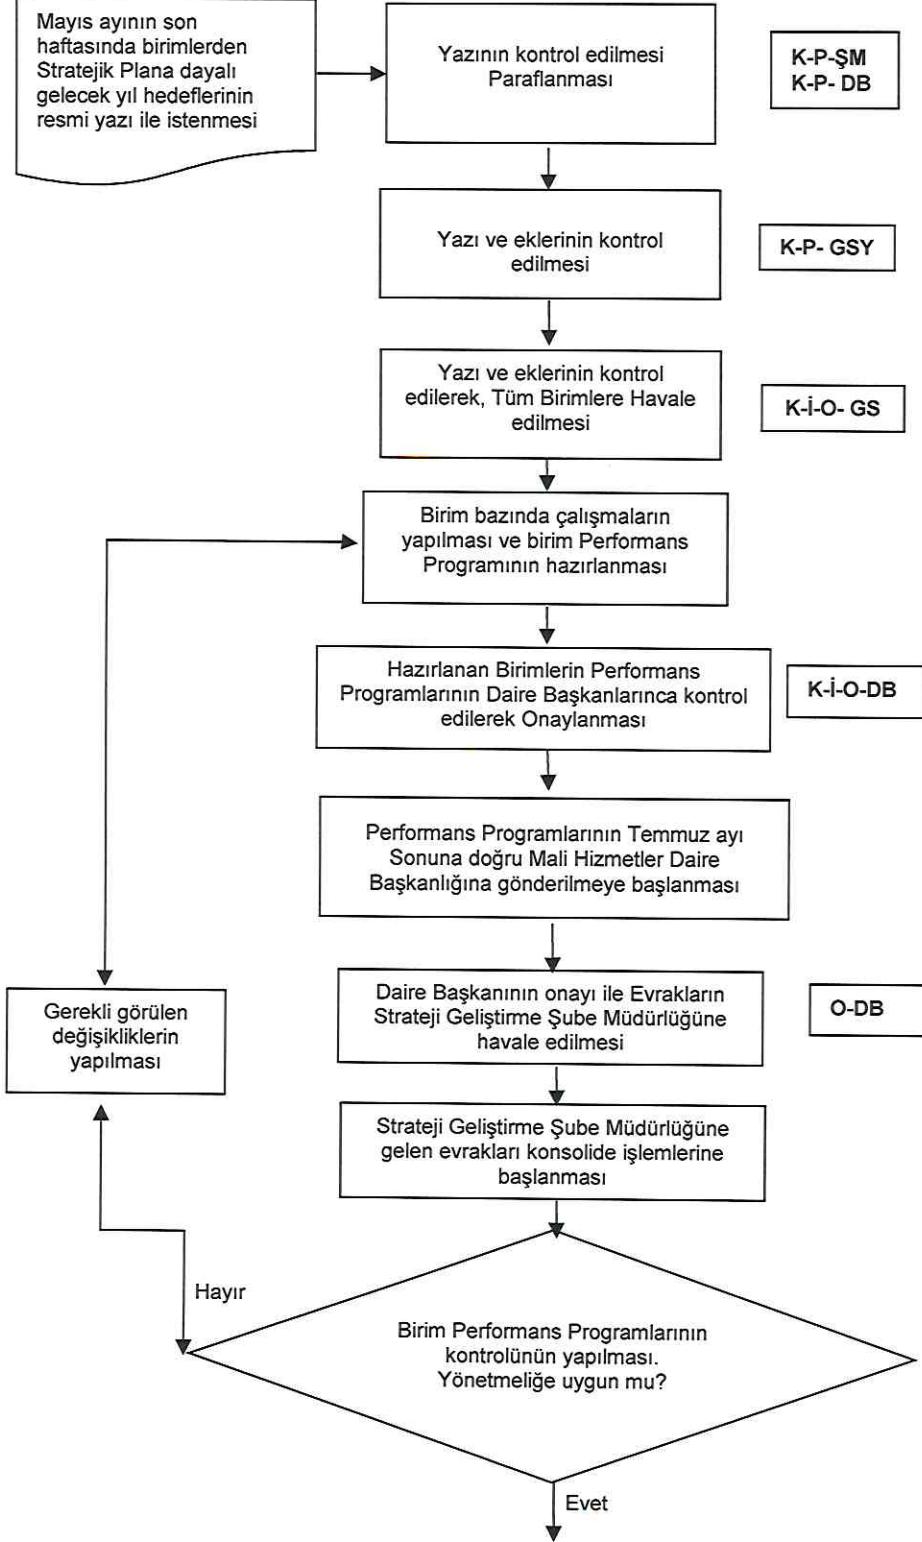 Mayıs ayının son
haftasında birimlerden
Stratejik Plana dayalı
gelecek yıl hedeflerinin
resmi yazı ile istenmesi
Yazının kontrol edilmesi
Paraflanması
K-P-ŞM
K-P- DB
Yazı ve eklerinin kontrol
edilmesi
K-P- GSY
Yazı ve eklerinin kontrol
edilerek, Tüm Birimlere Havale
edilmesi
K-İ-O- GS
Birim bazında çalışmaların
yapılması ve birim Performans
Programının hazırlanması
Hazırlanan Birimlerin Performans
Programlarının Daire Başkanlarınca kontrol
edilerek Onaylanması
K-İ-O-DB
Performans Programlarının Temmuz ayı
Sonuna doğru Mali Hizmetler Daire
Başkanlığına gönderilmeye başlanması
Daire Başkanının onayı ile Evrakların
Strateji Geliştirme Şube Müdürlüğüne
havale edilmesi
O-DB
Gerekli görülen
değişikliklerin
yapılması
Strateji Geliştirme Şube Müdürlüğüne
gelen evrakları konsolide işlemlerine
başlanması
Hayır
Birim Performans Programlarının
kontrolünün yapılması.
Yönetmeliğe uygun mu?
Evet